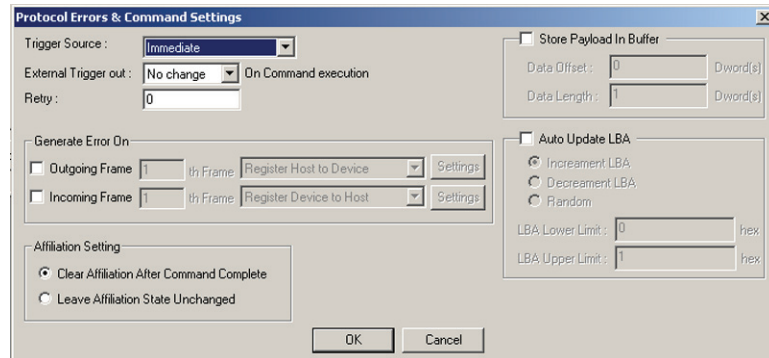 Protocol Errors & Command Settings
Trigger Source : Immediate
External Trigger out : No change On Command execution
Retry : 0
Generate Error On
Outgoing Frame 1 th Frame Register Host to Device Settings
Incoming Frame 1 th Frame Register Device to Host Settings
Affiliation Setting
Clear Affiliation After Command Complete
Leave Affiliation State Unchanged
Store Payload In Buffer
Data Offset : 0 Dword(s)
Data Length : 1 Dword(s)
Auto Update LBA
Increament LBA
Decreament LBA
Random
LBA Lower Limit : 0 hex
LBA Upper Limit : 1 hex
OK Cancel